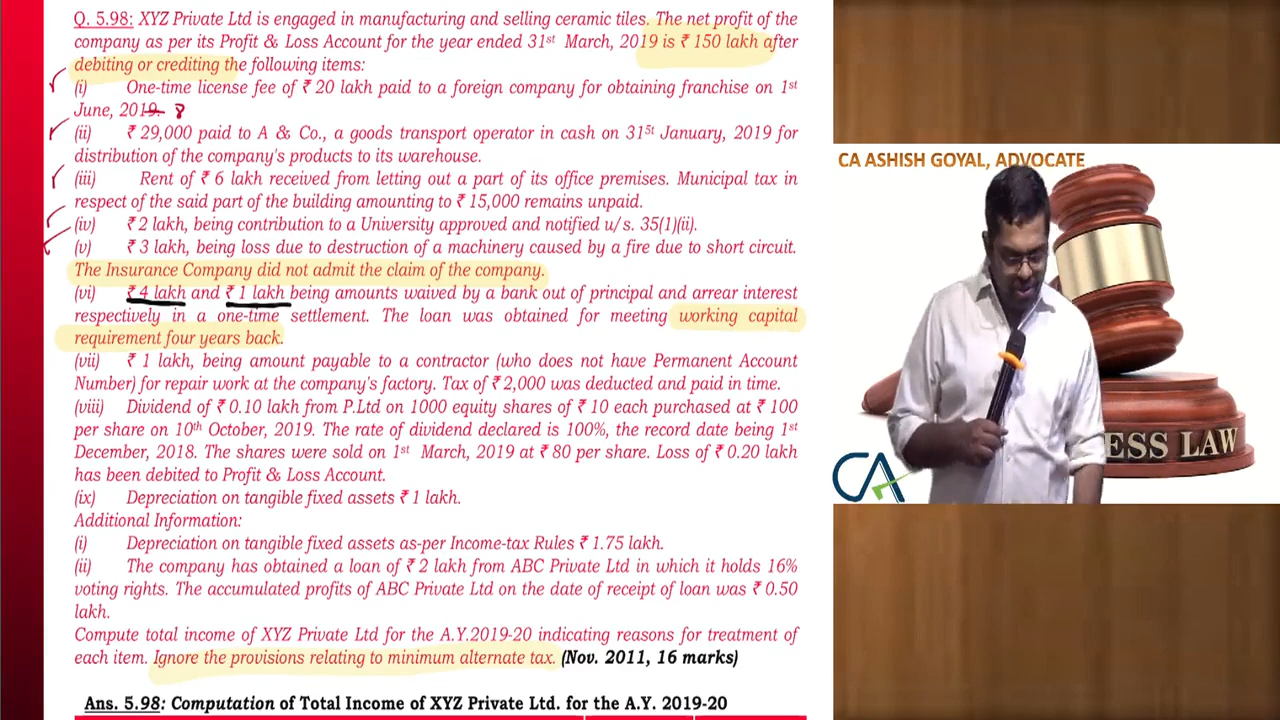 Q. 5.98: XYZ Private Ltd is engaged in manufacturing and selling ceramic tiles. The net profit of the
company as per its Profit & Loss Account for the year ended 31st March, 2019 is ₹ 150 lakh after
debiting or crediting the following items:
(i) One-time license fee of ₹ 20 lakh paid to a foreign company for obtaining franchise on 1st
June, 2019. 8
(ii) ₹ 29,000 paid to A & Co., a goods transport operator in cash on 31st January, 2019 for
distribution of the company's products to its warehouse.
(iii) Rent of ₹ 6 lakh received from letting out a part of its office premises. Municipal tax in
respect of the said part of the building amounting to ₹ 15,000 remains unpaid.
(iv) ₹ 2 lakh, being contribution to a University approved and notified u/s. 35(1)(ii).
(v) ₹ 3 lakh, being loss due to destruction of a machinery caused by a fire due to short circuit.
The Insurance Company did not admit the claim of the company.
(vi) ₹ 4 lakh and ₹ 1 lakh being amounts waived by a bank out of principal and arrear interest
respectively in a one-time settlement. The loan was obtained for meeting working capital
requirement four years back.
(vii) ₹ 1 lakh, being amount payable to a contractor (who does not have Permanent Account
Number) for repair work at the company's factory. Tax of ₹ 2,000 was deducted and paid in time.
(viii) Dividend of ₹ 0.10 lakh from P.Ltd on 1000 equity shares of ₹ 10 each purchased at ₹ 100
per share on 10th October, 2019. The rate of dividend declared is 100%, the record date being 1st
December, 2018. The shares were sold on 1st March, 2019 at ₹ 80 per share. Loss of ₹ 0.20 lakh
has been debited to Profit & Loss Account.
(ix) Depreciation on tangible fixed assets ₹ 1 lakh.
Additional Information:
(i) Depreciation on tangible fixed assets as-per Income-tax Rules ₹ 1.75 lakh.
(ii) The company has obtained a loan of ₹ 2 lakh from ABC Private Ltd in which it holds 16%
voting rights. The accumulated profits of ABC Private Ltd on the date of receipt of loan was ₹ 0.50
lakh.
Compute total income of XYZ Private Ltd for the A.Y.2019-20 indicating reasons for treatment of
each item. Ignore the provisions relating to minimum alternate tax. (Nov. 2011, 16 marks)
Ans. 5.98: Computation of Total Income of XYZ Private Ltd. for the A.Y. 2019-20
CA ASHISH GOYAL, ADVOCATE
ESS LAW
CA